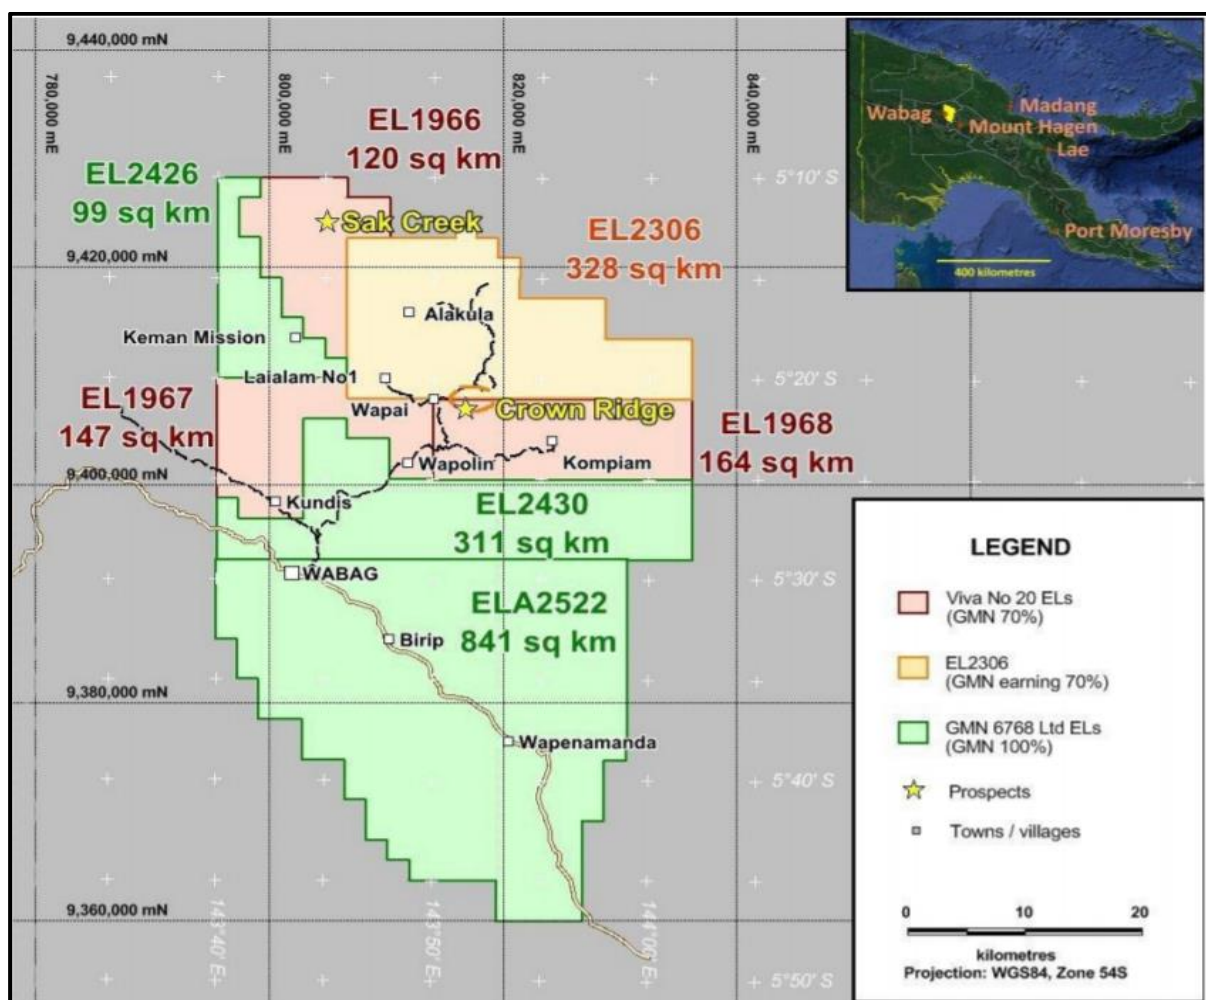 9,440,000 mN
780,000 mE
800,000 mE
820,000 mE
840,000 mE
Wabag
Madang
Mount Hagen
Lae
Port Moresby
400 kilometres
EL1966
120 sq km
EL2426
99 sq km
5°10' S
Sak Creek
EL2306
328 sq km
9,420,000 mN
Alakula
Keman Mission
Laialam No1
5°20' S
EL1967
147 sq km
Wapai
Crown Ridge
EL1968
164 sq km
Wapolin
Kompiam
9,400,000 mN
Kundis
EL2430
311 sq km
WABAG
5°30' S
ELA2522
841 sq km
Birip
9,380,000 mN
Wapenamanda
5°40' S
9,360,000 mN
143°40' E
143°50' E
144°00' E
5°50' S
LEGEND
Viva No 20 ELs
(GMN 70%)
EL2306
(GMN earning 70%)
GMN 6768 Ltd ELs
(GMN 100%)
Prospects
Towns / villages
0 10 20
kilometres
Projection: WGS84, Zone 54S